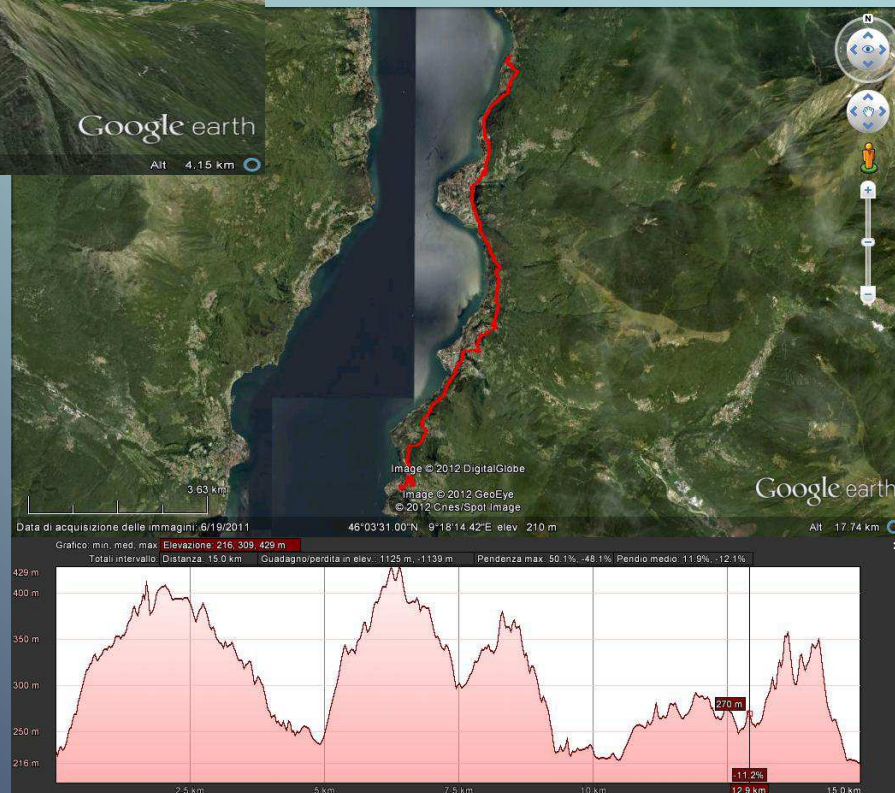 Google earth
Alt 4.15 km
N
Image © 2012 DigitalGlobe
Image © 2012 GeoEye
© 2012 Cnes/Spot Image
Google earth
3.63 km
Data di acquisizione delle immagini: 6/19/2011 46°03'31.00"N 9°18'14.42"E elev 210 m Alt 17.74 km
Grafico: min, med, max Elevazione: 216, 309, 429 m
Totali intervallo: Distanza: 15.0 km Guadagno/perdita in elev.: 1125 m, -1139 m Pendenza max. 50.1%, -48.1% Pendio medio: 11.9%, -12.1%
429 m
400 m
350 m
300 m
250 m
216 m
270 m
-11.2%
2.5 km 5 km 7.5 km 10 km 12.9 km 15.0 km